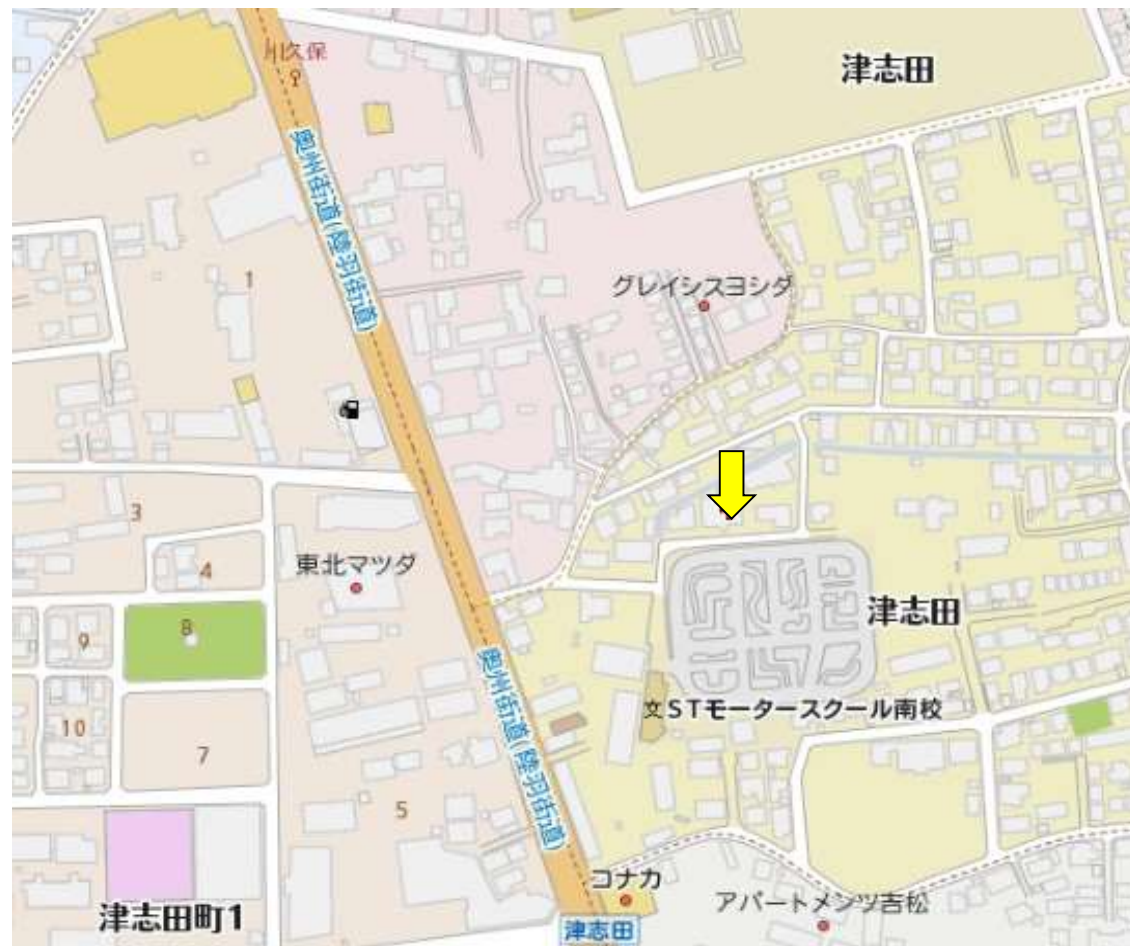 川久保
津志田
奥州街道(陸羽街道)
グレイシスヨシダ
1
3
4
東北マツダ
8
9
津志田
奥州街道(陸羽街道)
文STモータースクール南校
10
7
5
コナカ
アパートメンツ吉松
津志田町1
津志田